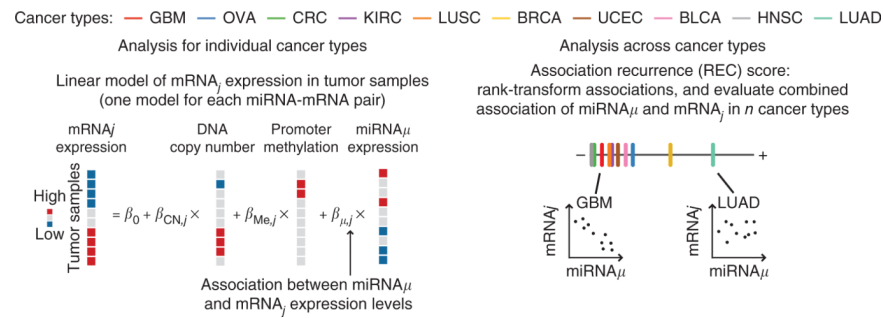 Cancer types: GBM OVA CRC KIRC LUSC BRCA UCEC BLCA HNSC LUAD
Analysis for individual cancer types
Linear model of mRNAj expression in tumor samples
(one model for each miRNA-mRNA pair)
mRNAj
expression
DNA
copy number
Promoter
methylation
miRNAμ
expression
High
Low
Tumor samples
= β0 + βCN,j × + βMe,j × + βμ,j ×
Association between miRNAμ
and mRNAj expression levels
Analysis across cancer types
Association recurrence (REC) score:
rank-transform associations, and evaluate combined
association of miRNAμ and mRNAj in n cancer types
− +
GBM
mRNAj
miRNAμ
LUAD
mRNAj
miRNAμ